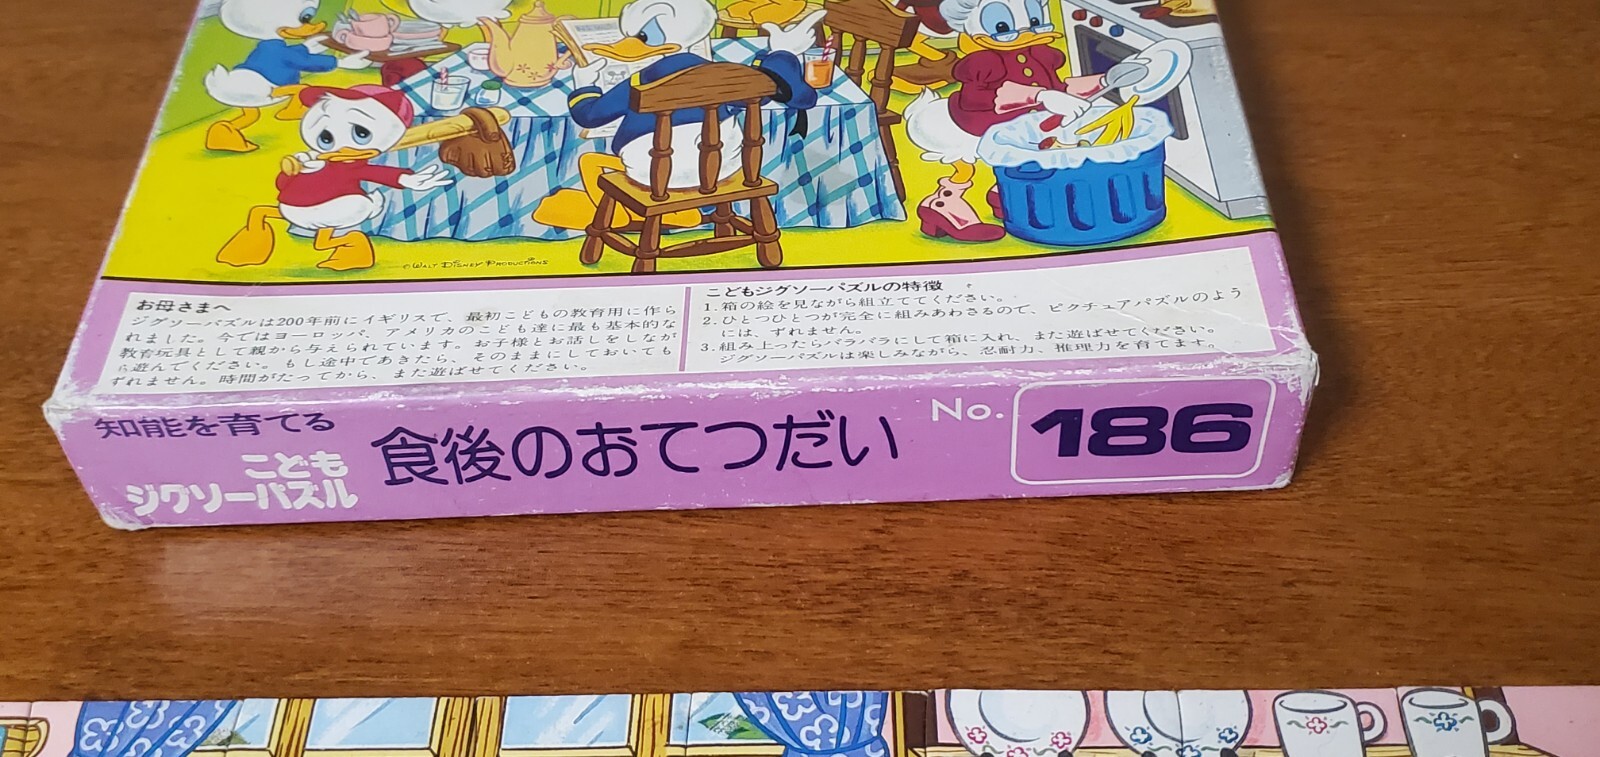 © WALT DISNEY PRODUCTIONS
お母さまへ
ジグソーパズルは200年前にイギリスで、最初こどもの教育用に作ら
れました。今ではヨーロッパ、アメリカのこども達に最も基本的な
教育玩具として親から与えられています。お子様とお話しをしなが
ら遊んてください。もし途中であきたら、そのままにしておいても
ずれません。時間がたってから、また遊ばせてください。
こどもジグソーパズルの特徴
1. 箱の絵を見ながら組立ててください。
2. ひとつひとつが完全に組みあわさるので、ピクチュアパズルのよう
には、ずれません。
3. 組み上ったらバラバラにして箱に入れ、また遊ばせてください。
ジグソーパズルは楽しみながら、忍耐力、推理力を育てます。
知能を育てる
こども
ジグソーパズル
食後のおてつだい
No. 186